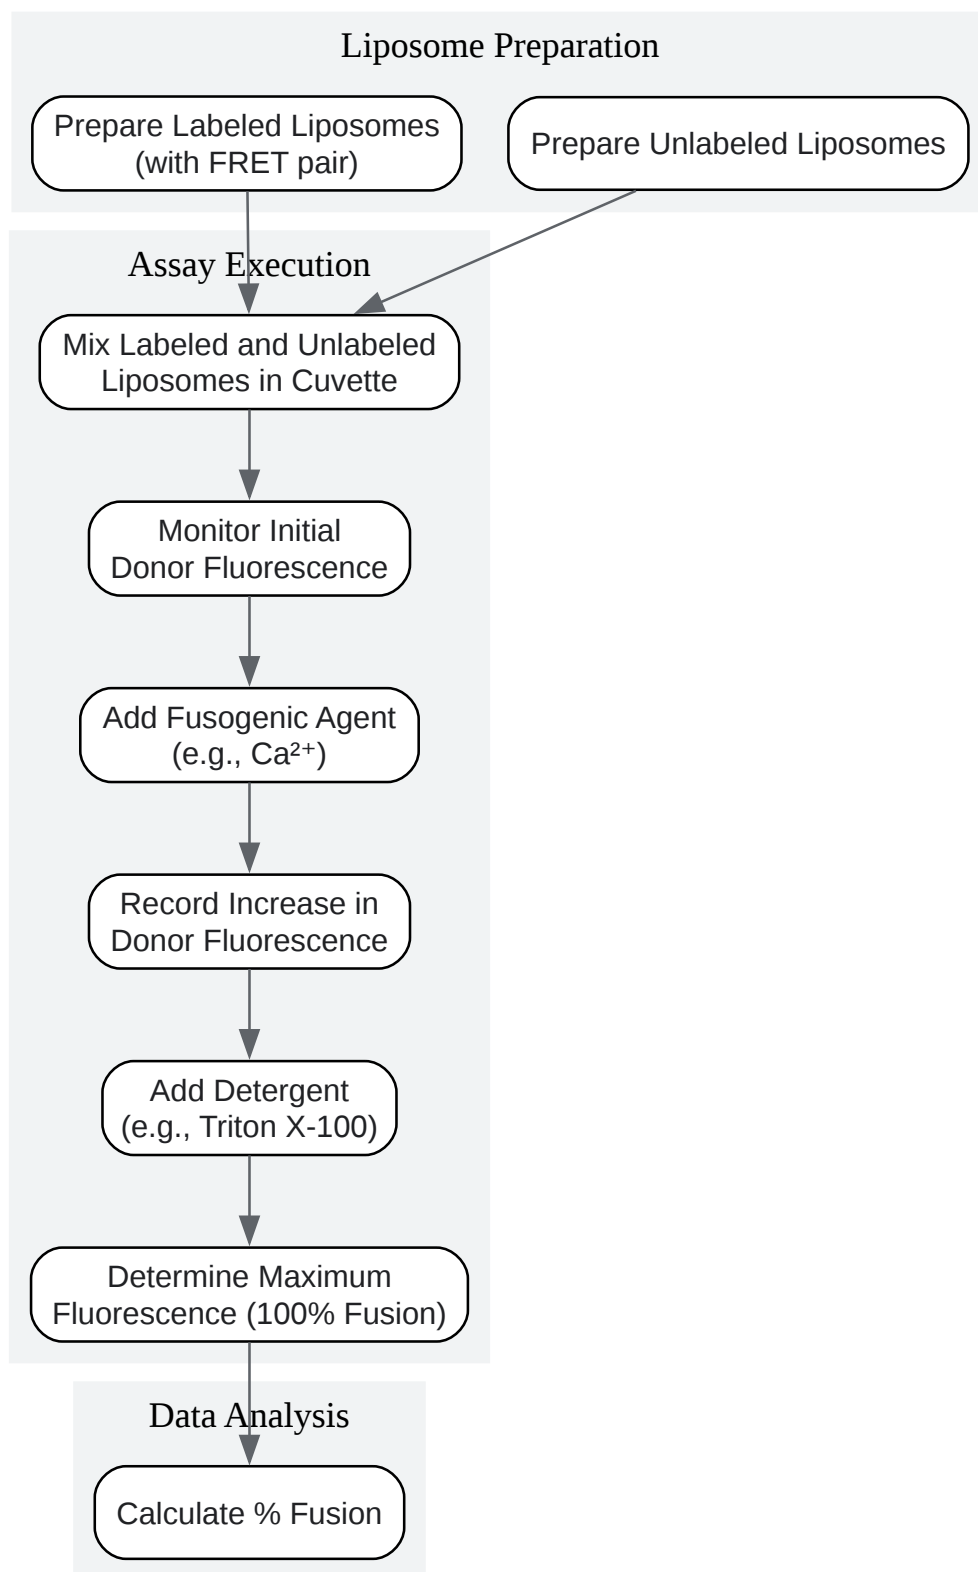 Liposome Preparation
Prepare Labeled Liposomes
(with FRET pair)
Prepare Unlabeled Liposomes
Assay Execution
Mix Labeled and Unlabeled
Liposomes in Cuvette
Monitor Initial
Donor Fluorescence
Add Fusogenic Agent
(e.g., Ca²⁺)
Record Increase in
Donor Fluorescence
Add Detergent
(e.g., Triton X-100)
Determine Maximum
Fluorescence (100% Fusion)
Data Analysis
Calculate % Fusion